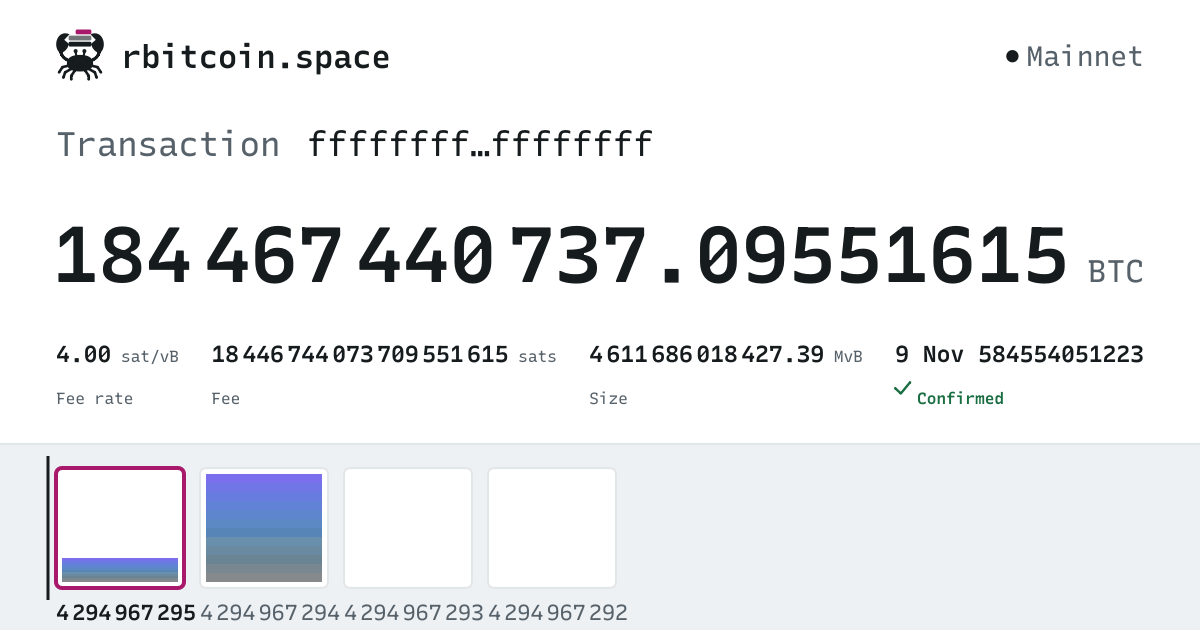 rbitcoin.space
Mainnet
Transaction ffffffff…ffffffff
184 467 440 737.09551615 BTC
4.00 sat/vB 18 446 744 073 709 551 615 sats 4 611 686 018 427.39 MvB 9 Nov 584554051223
Fee rate Fee Size Confirmed
4 294 967 295 4 294 967 294 4 294 967 293 4 294 967 292